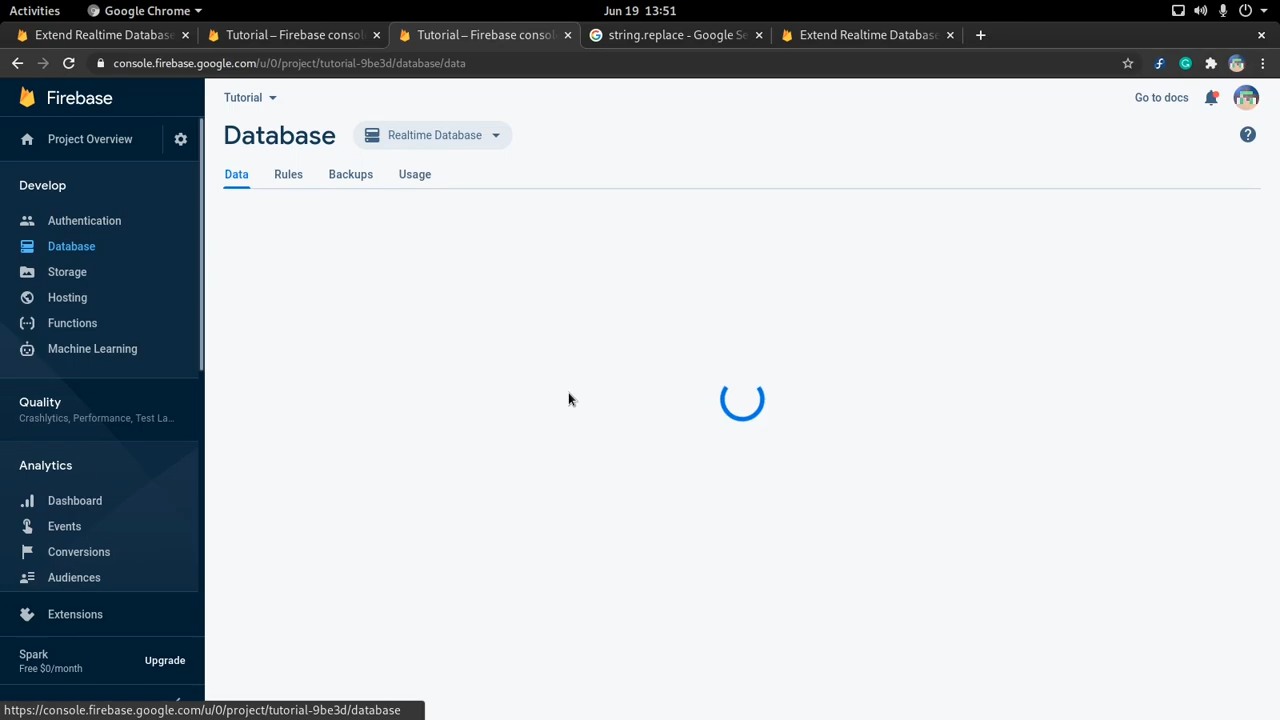 Activities
Google Chrome
Jun 19 13:51
Extend Realtime Database
Tutorial – Firebase consol
Tutorial – Firebase consol
string.replace - Google Se
Extend Realtime Database
console.firebase.google.com/u/0/project/tutorial-9be3d/database/data
Firebase
Tutorial
Go to docs
Project Overview
Database
Realtime Database
Data
Rules
Backups
Usage
Develop
Authentication
Database
Storage
Hosting
Functions
Machine Learning
Quality
Crashlytics, Performance, Test La...
Analytics
Dashboard
Events
Conversions
Audiences
Extensions
Spark
Free $0/month
Upgrade
https://console.firebase.google.com/u/0/project/tutorial-9be3d/database